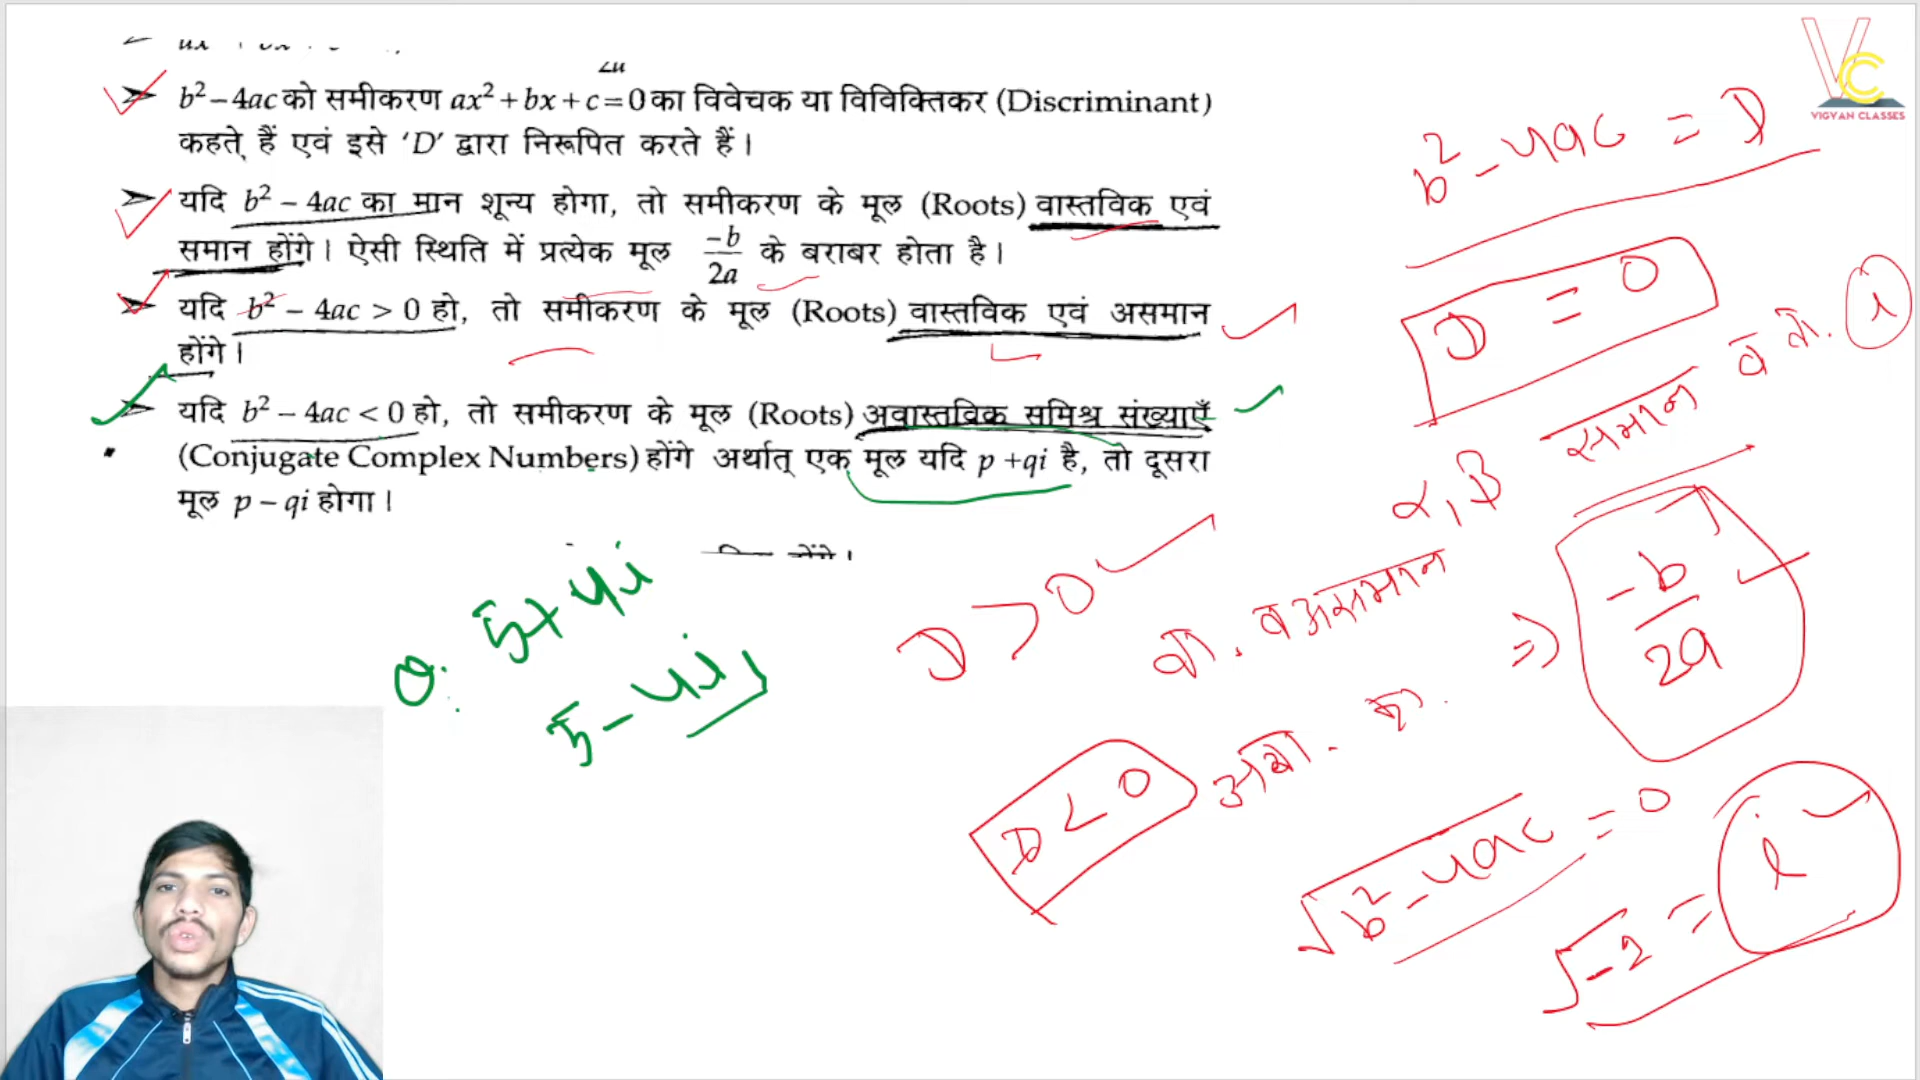 b² – 4ac को समीकरण ax² + bx + c = 0 का विवेचक या विविक्तिकर (Discriminant)
कहते हैं एवं इसे ‘D’ द्वारा निरूपित करते हैं।
यदि b² – 4ac का मान शून्य होगा, तो समीकरण के मूल (Roots) वास्तविक एवं
समान होंगे। ऐसी स्थिति में प्रत्येक मूल -b/2a के बराबर होता है।
यदि b² – 4ac > 0 हो, तो समीकरण के मूल (Roots) वास्तविक एवं असमान
होंगे।
यदि b² – 4ac < 0 हो, तो समीकरण के मूल (Roots) अवास्तविक समिश्र संख्याएँ
(Conjugate Complex Numbers) होंगे अर्थात् एक मूल यदि p +qi है, तो दूसरा
मूल p – qi होगा।
होंगे।
5+4i
5-4i
b²-4ac = D
D = 0
समान व वा. i
α, β
D > 0
वा. व असमान
=> -b/2a
D < 0
√b²-4ac = 0
√-2 = i
VC
VIGYAN CLASSES